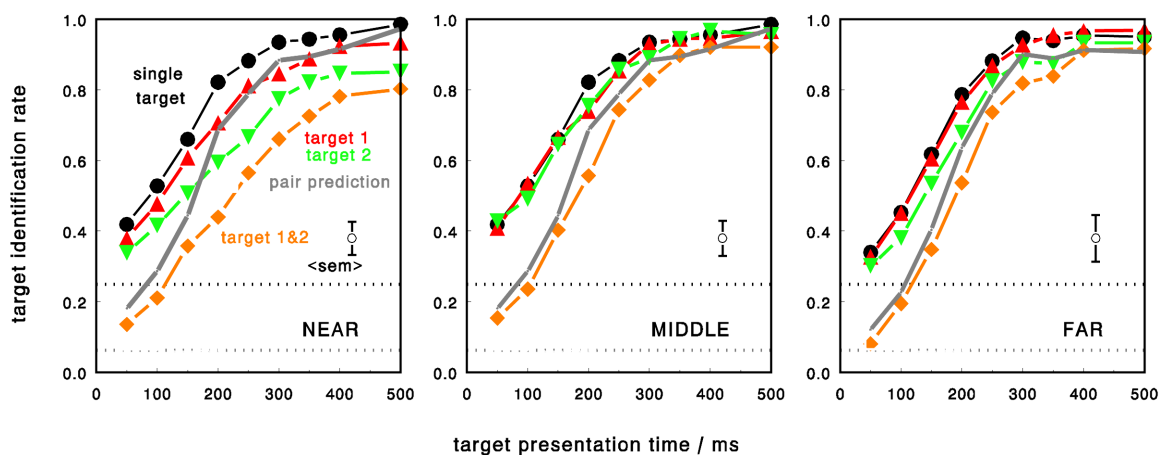 target identification rate
1.0
0.8
0.6
0.4
0.2
0.0
single
target
target 1
target 2
pair prediction
target 1&2
<sem>
NEAR
0 100 200 300 400 500
1.0
0.8
0.6
0.4
0.2
0.0
MIDDLE
0 100 200 300 400 500
1.0
0.8
0.6
0.4
0.2
0.0
FAR
0 100 200 300 400 500
target presentation time / ms